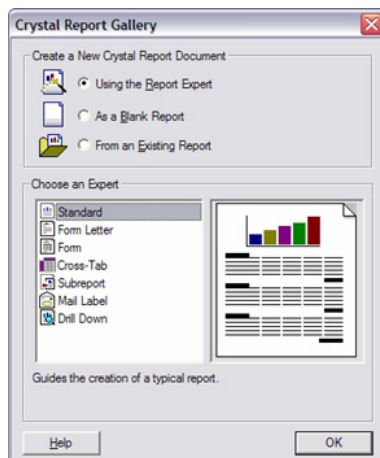 Crystal Report Gallery
Create a New Crystal Report Document
Using the Report Expert
As a Blank Report
From an Existing Report
Choose an Expert
Standard
Form Letter
Form
Cross-Tab
Subreport
Mail Label
Drill Down
Guides the creation of a typical report.
Help
OK